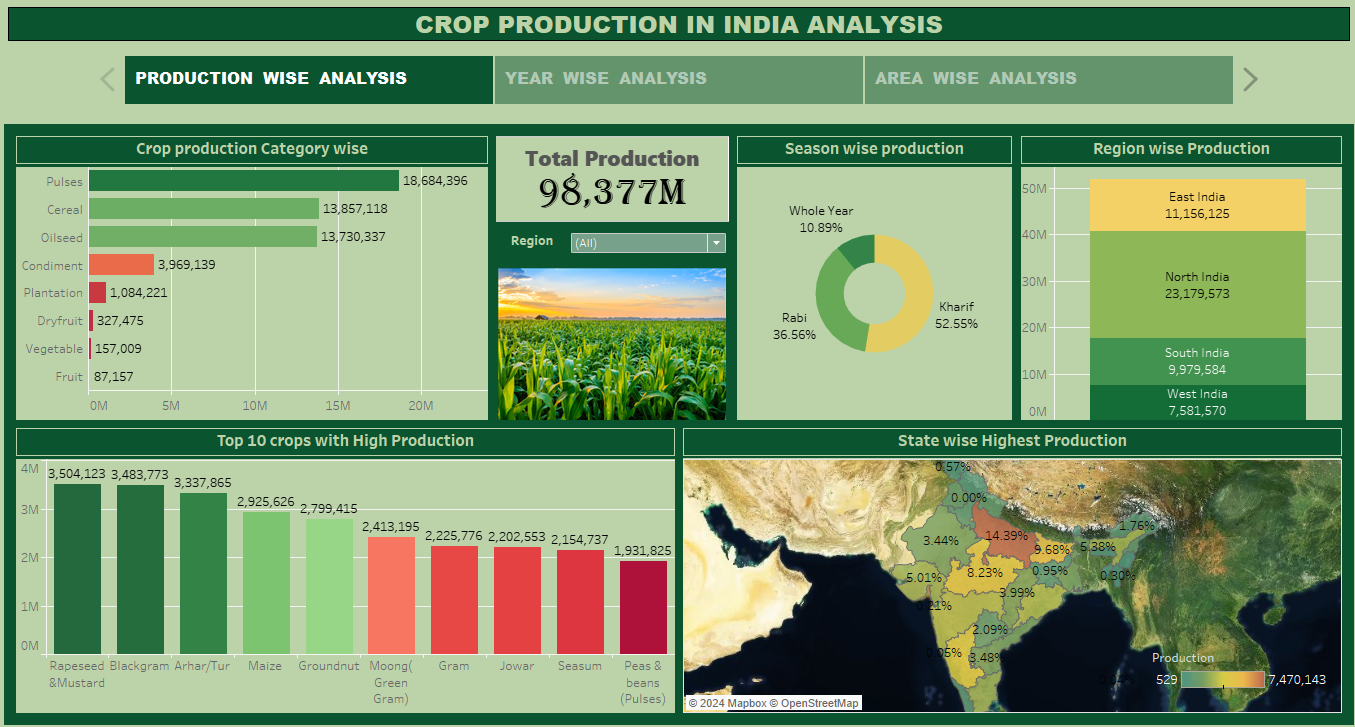 CROP PRODUCTION IN INDIA ANALYSIS
PRODUCTION WISE ANALYSIS
YEAR WISE ANALYSIS
AREA WISE ANALYSIS
Crop production Category wise
Pulses 18,684,396
Cereal 13,857,118
Oilseed 13,730,337
Condiment 3,969,139
Plantation 1,084,221
Dryfruit 327,475
Vegetable 157,009
Fruit 87,157
0M 5M 10M 15M 20M
Total Production
98,377M
Region (All)
Season wise production
Whole Year
10.89%
Kharif
52.55%
Rabi
36.56%
Region wise Production
50M
40M
30M
20M
10M
0M
East India
11,156,125
North India
23,179,573
South India
9,979,584
West India
7,581,570
Top 10 crops with High Production
4M
3M
2M
1M
0M
3,504,123 3,483,773 3,337,865 2,925,626 2,799,415 2,413,195 2,225,776 2,202,553 2,154,737 1,931,825
Rapeseed
&Mustard
Blackgram
Arhar/Tur
Maize
Groundnut
Moong(
Green
Gram)
Gram
Jowar
Seasum
Peas &
beans
(Pulses)
State wise Highest Production
0.57%
0.00%
1.76%
3.44%
14.39%
9.68%
5.38%
5.01%
8.23%
0.95%
0.30%
3.99%
0.21%
2.09%
0.05%
3.48%
Production
529 7,470,143
© 2024 Mapbox © OpenStreetMap